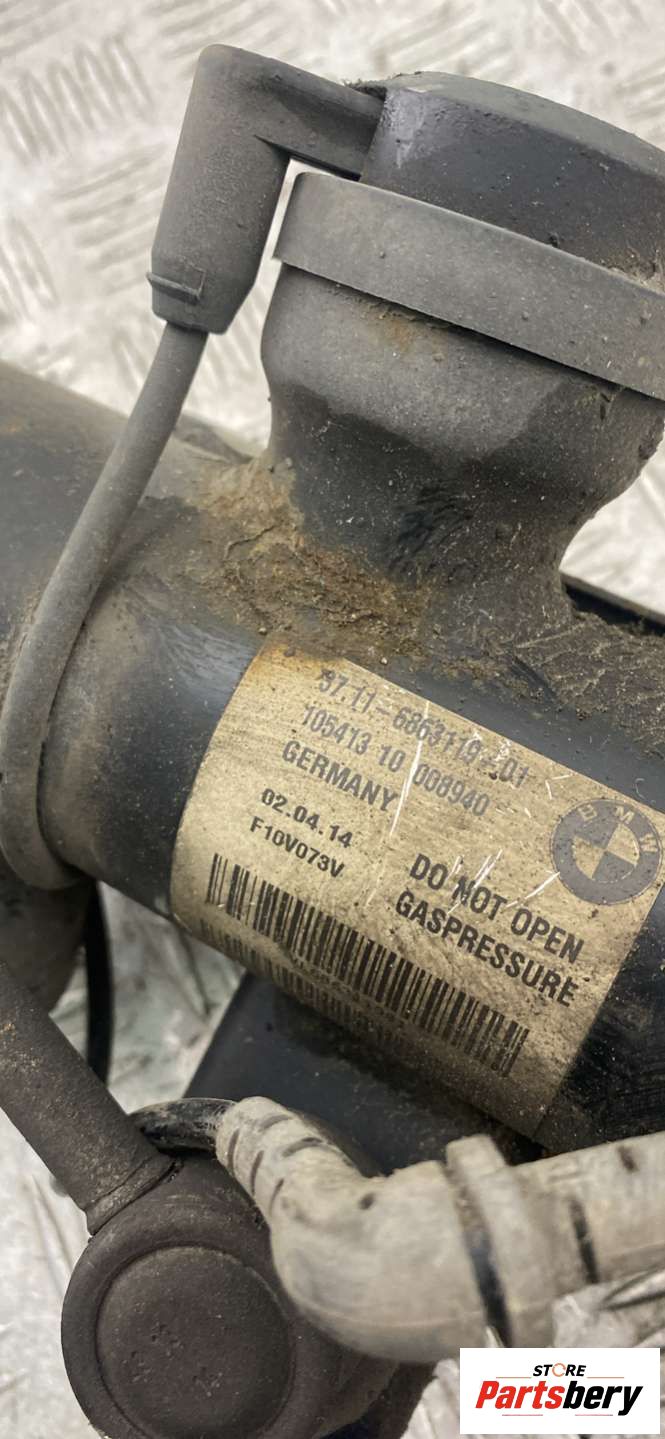 37.11-6863119-01
105413 10 008940
GERMANY
02.04.14
F10V073V
DO NOT OPEN
GASPRESSURE
BMW
STORE
Partsbery